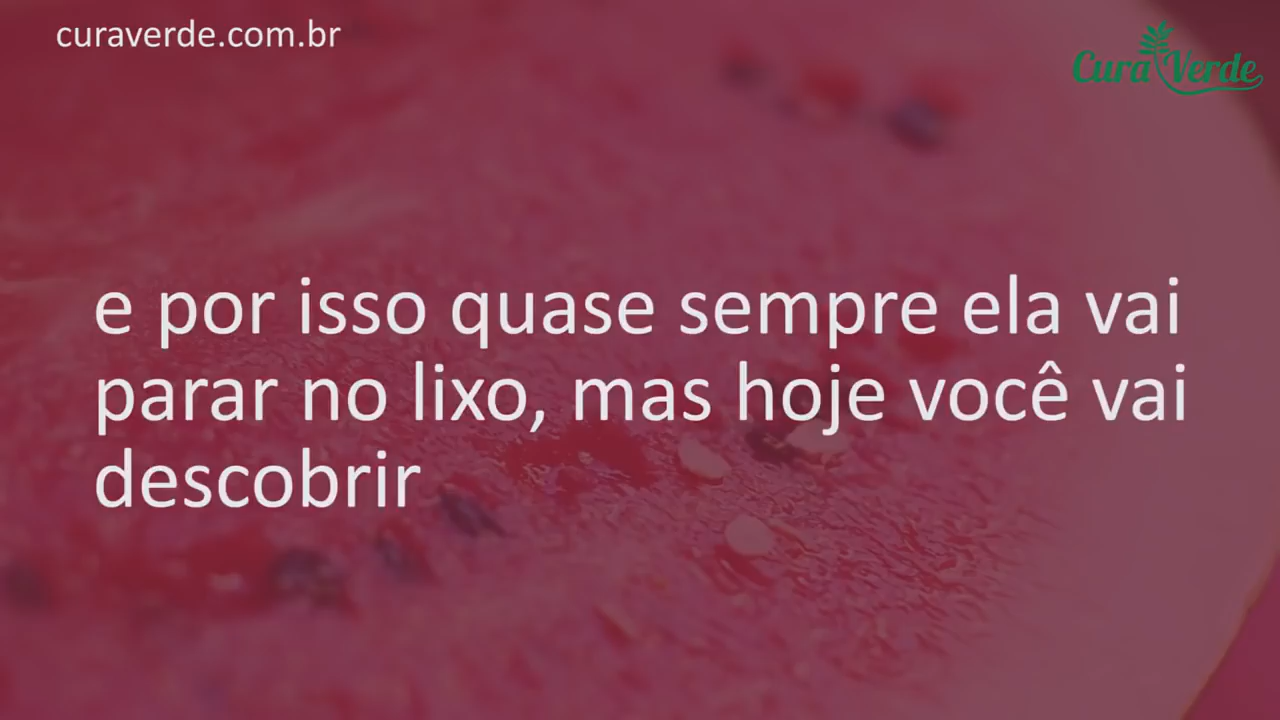 curaverde.com.br
Cura Verde
e por isso quase sempre ela vai
parar no lixo, mas hoje você vai
descobrir